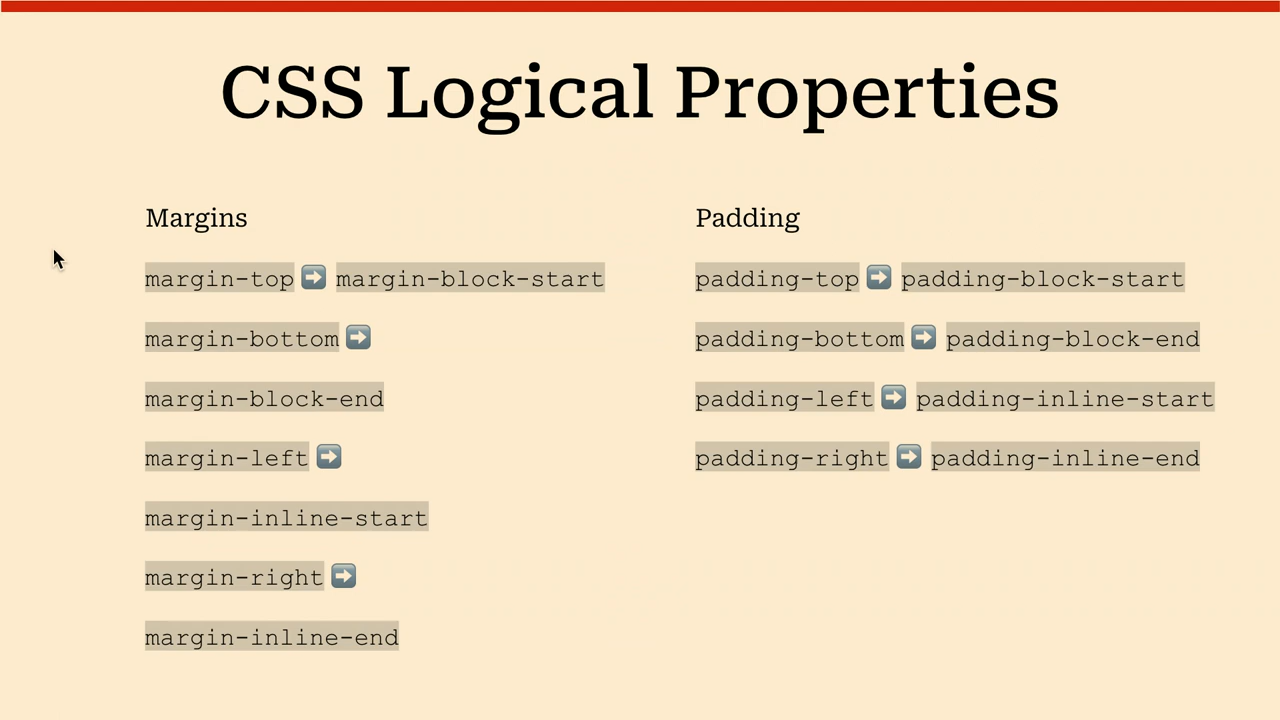 CSS Logical Properties
Margins
margin-top ➡️ margin-block-start
margin-bottom ➡️
margin-block-end
margin-left ➡️
margin-inline-start
margin-right ➡️
margin-inline-end
Padding
padding-top ➡️ padding-block-start
padding-bottom ➡️ padding-block-end
padding-left ➡️ padding-inline-start
padding-right ➡️ padding-inline-end